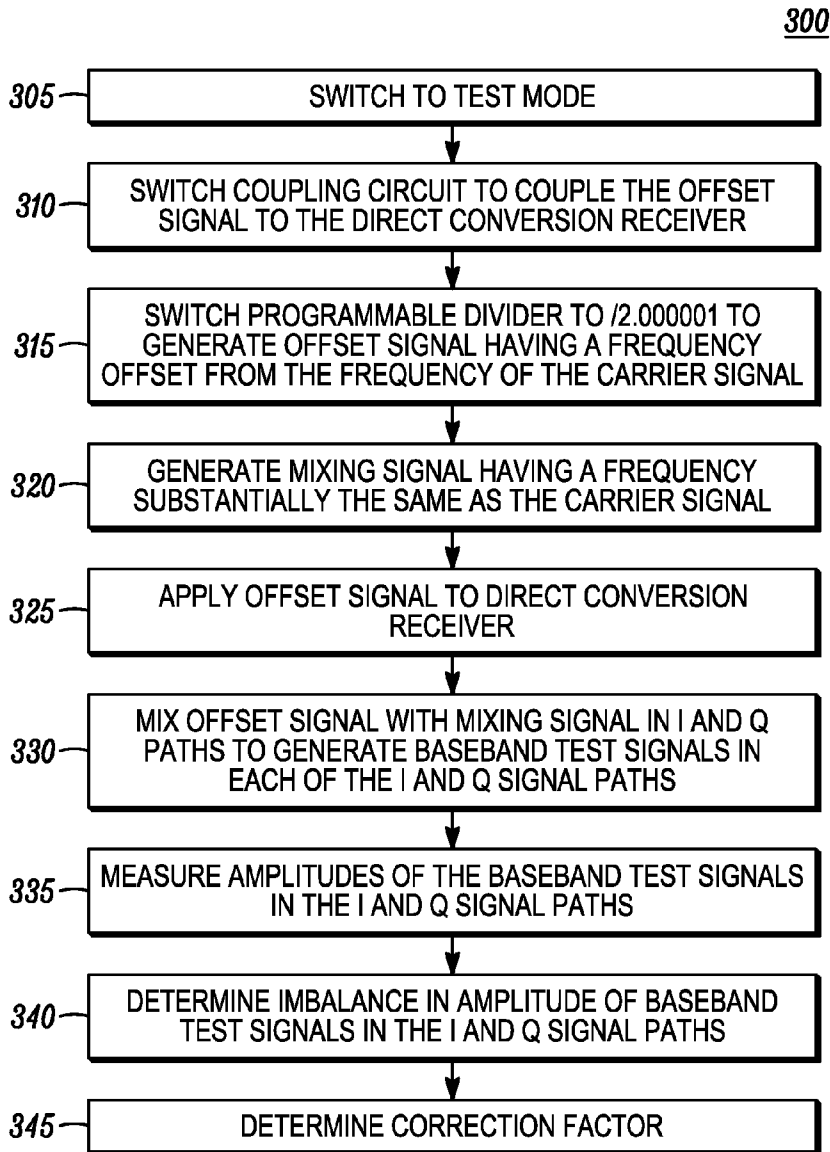 300
305
SWITCH TO TEST MODE
310
SWITCH COUPLING CIRCUIT TO COUPLE THE OFFSET
SIGNAL TO THE DIRECT CONVERSION RECEIVER
315
SWITCH PROGRAMMABLE DIVIDER TO /2.000001 TO
GENERATE OFFSET SIGNAL HAVING A FREQUENCY
OFFSET FROM THE FREQUENCY OF THE CARRIER SIGNAL
320
GENERATE MIXING SIGNAL HAVING A FREQUENCY
SUBSTANTIALLY THE SAME AS THE CARRIER SIGNAL
325
APPLY OFFSET SIGNAL TO DIRECT CONVERSION
RECEIVER
330
MIX OFFSET SIGNAL WITH MIXING SIGNAL IN I AND Q
PATHS TO GENERATE BASEBAND TEST SIGNALS IN
EACH OF THE I AND Q SIGNAL PATHS
335
MEASURE AMPLITUDES OF THE BASEBAND TEST SIGNALS
IN THE I AND Q SIGNAL PATHS
340
DETERMINE IMBALANCE IN AMPLITUDE OF BASEBAND
TEST SIGNALS IN THE I AND Q SIGNAL PATHS
345
DETERMINE CORRECTION FACTOR